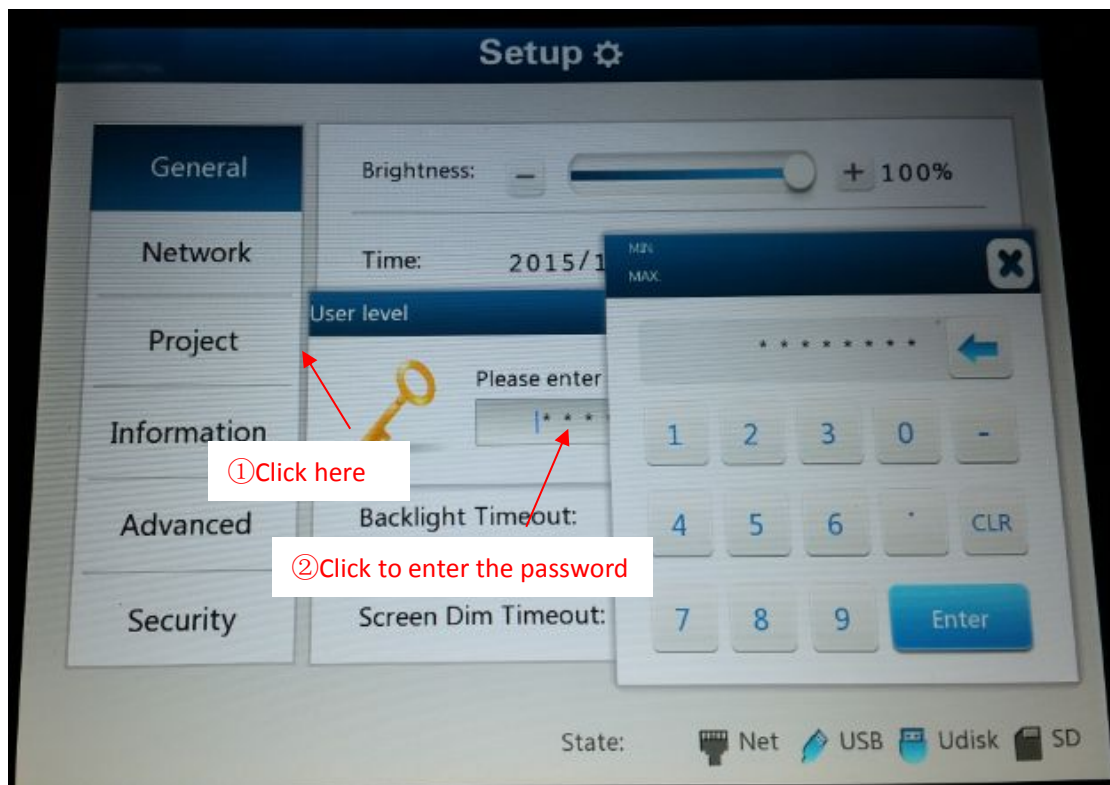 Setup
General
Brightness: - + 100%
Network
Time: 2015/1
MIN
MAX
User level
* * * * * * * *
Project
Please enter
* * * *
1 2 3 0 -
Information
①Click here
Advanced
Backlight Timeout:
4 5 6 . CLR
②Click to enter the password
Security
Screen Dim Timeout:
7 8 9 Enter
State: Net USB Udisk SD